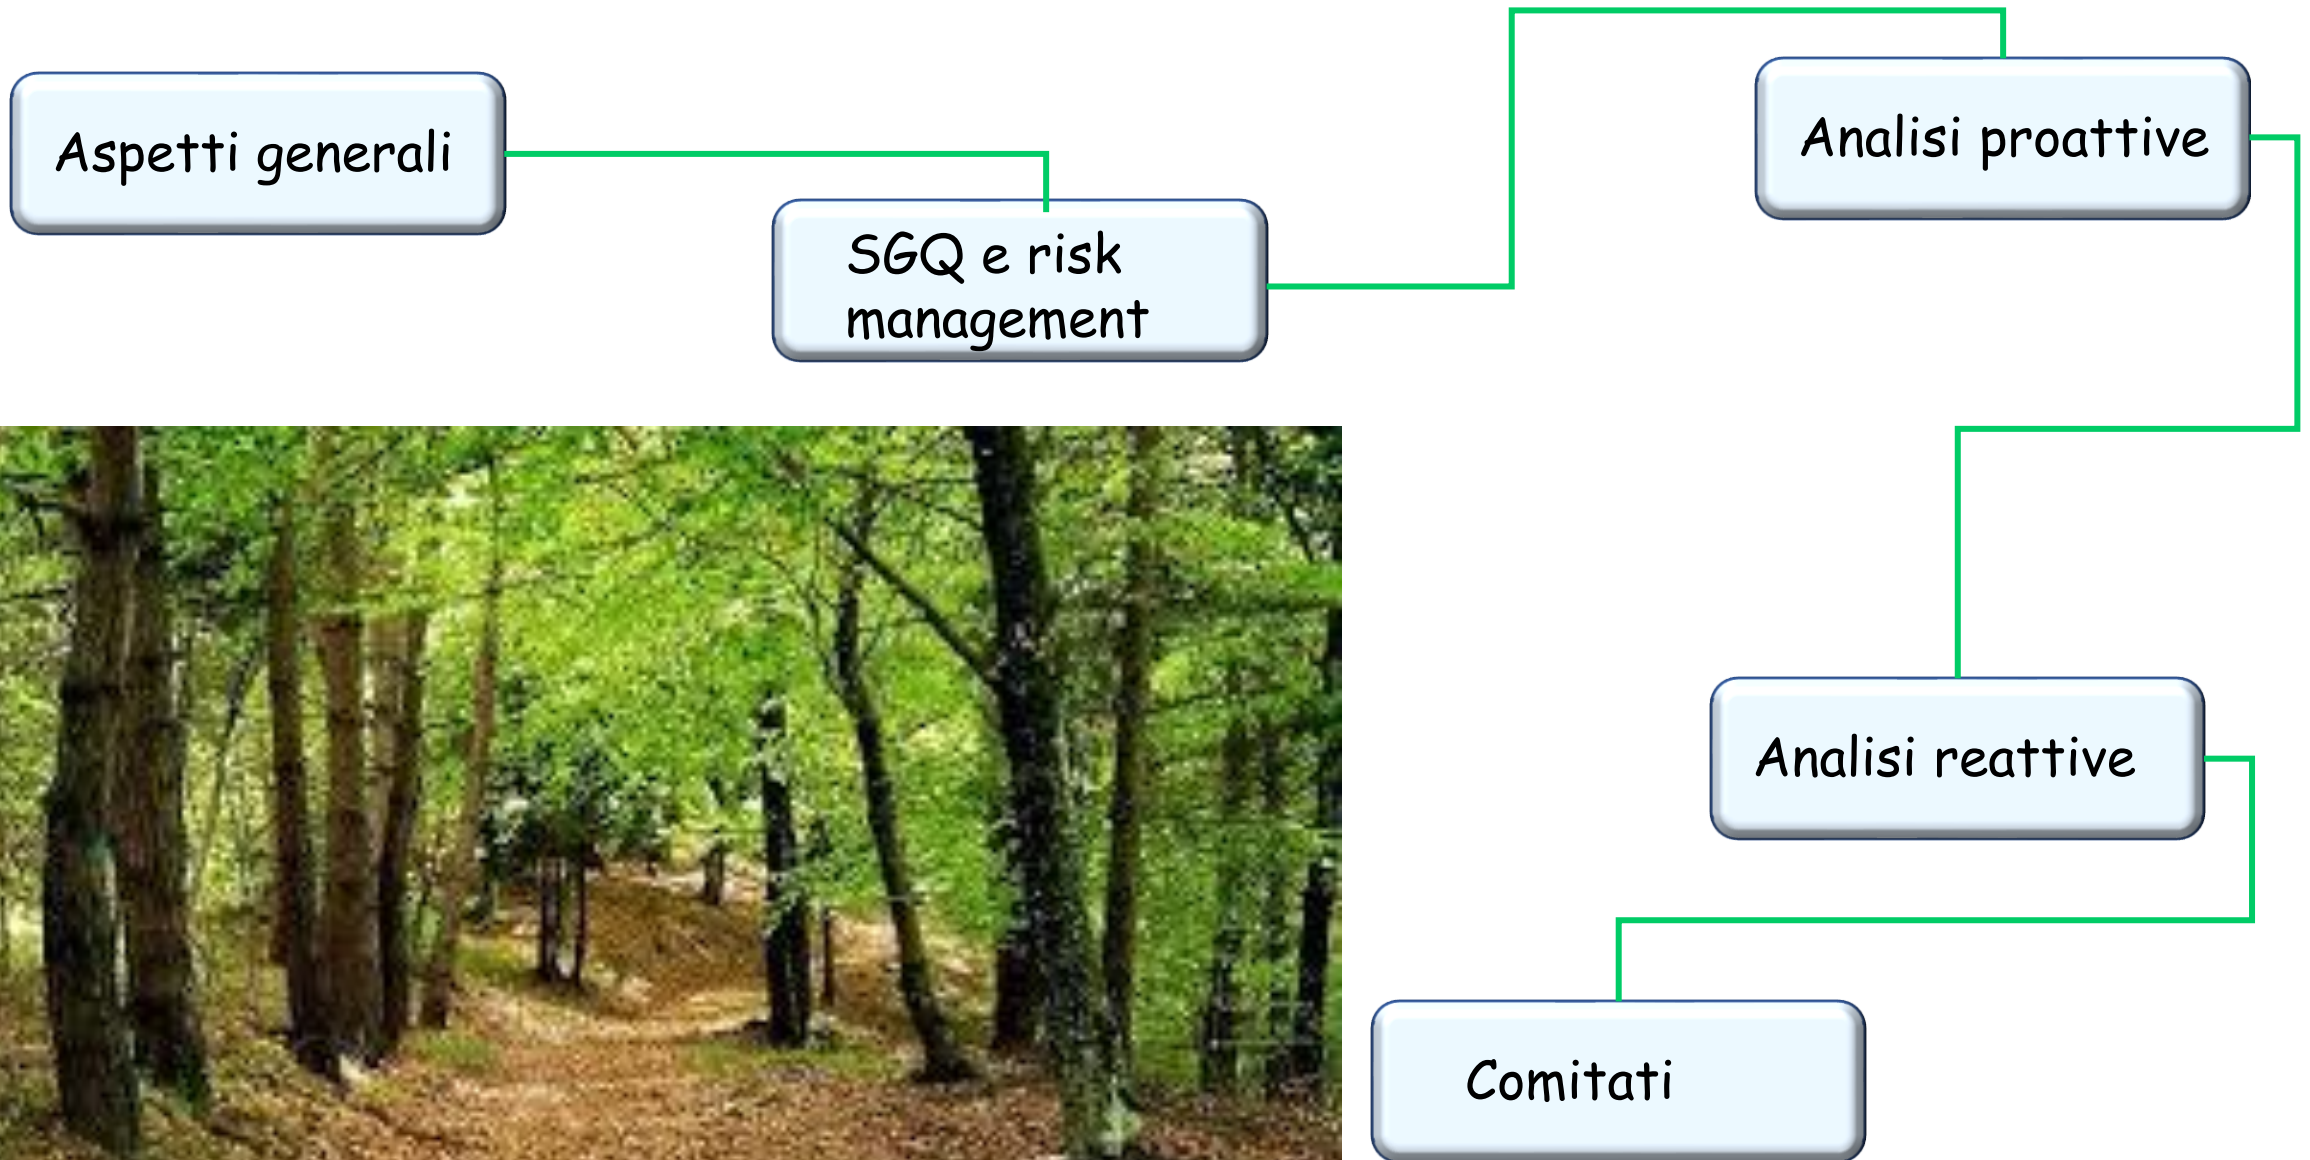 Aspetti generali
SGQ e risk
management
Analisi proattive
Analisi reattive
Comitati